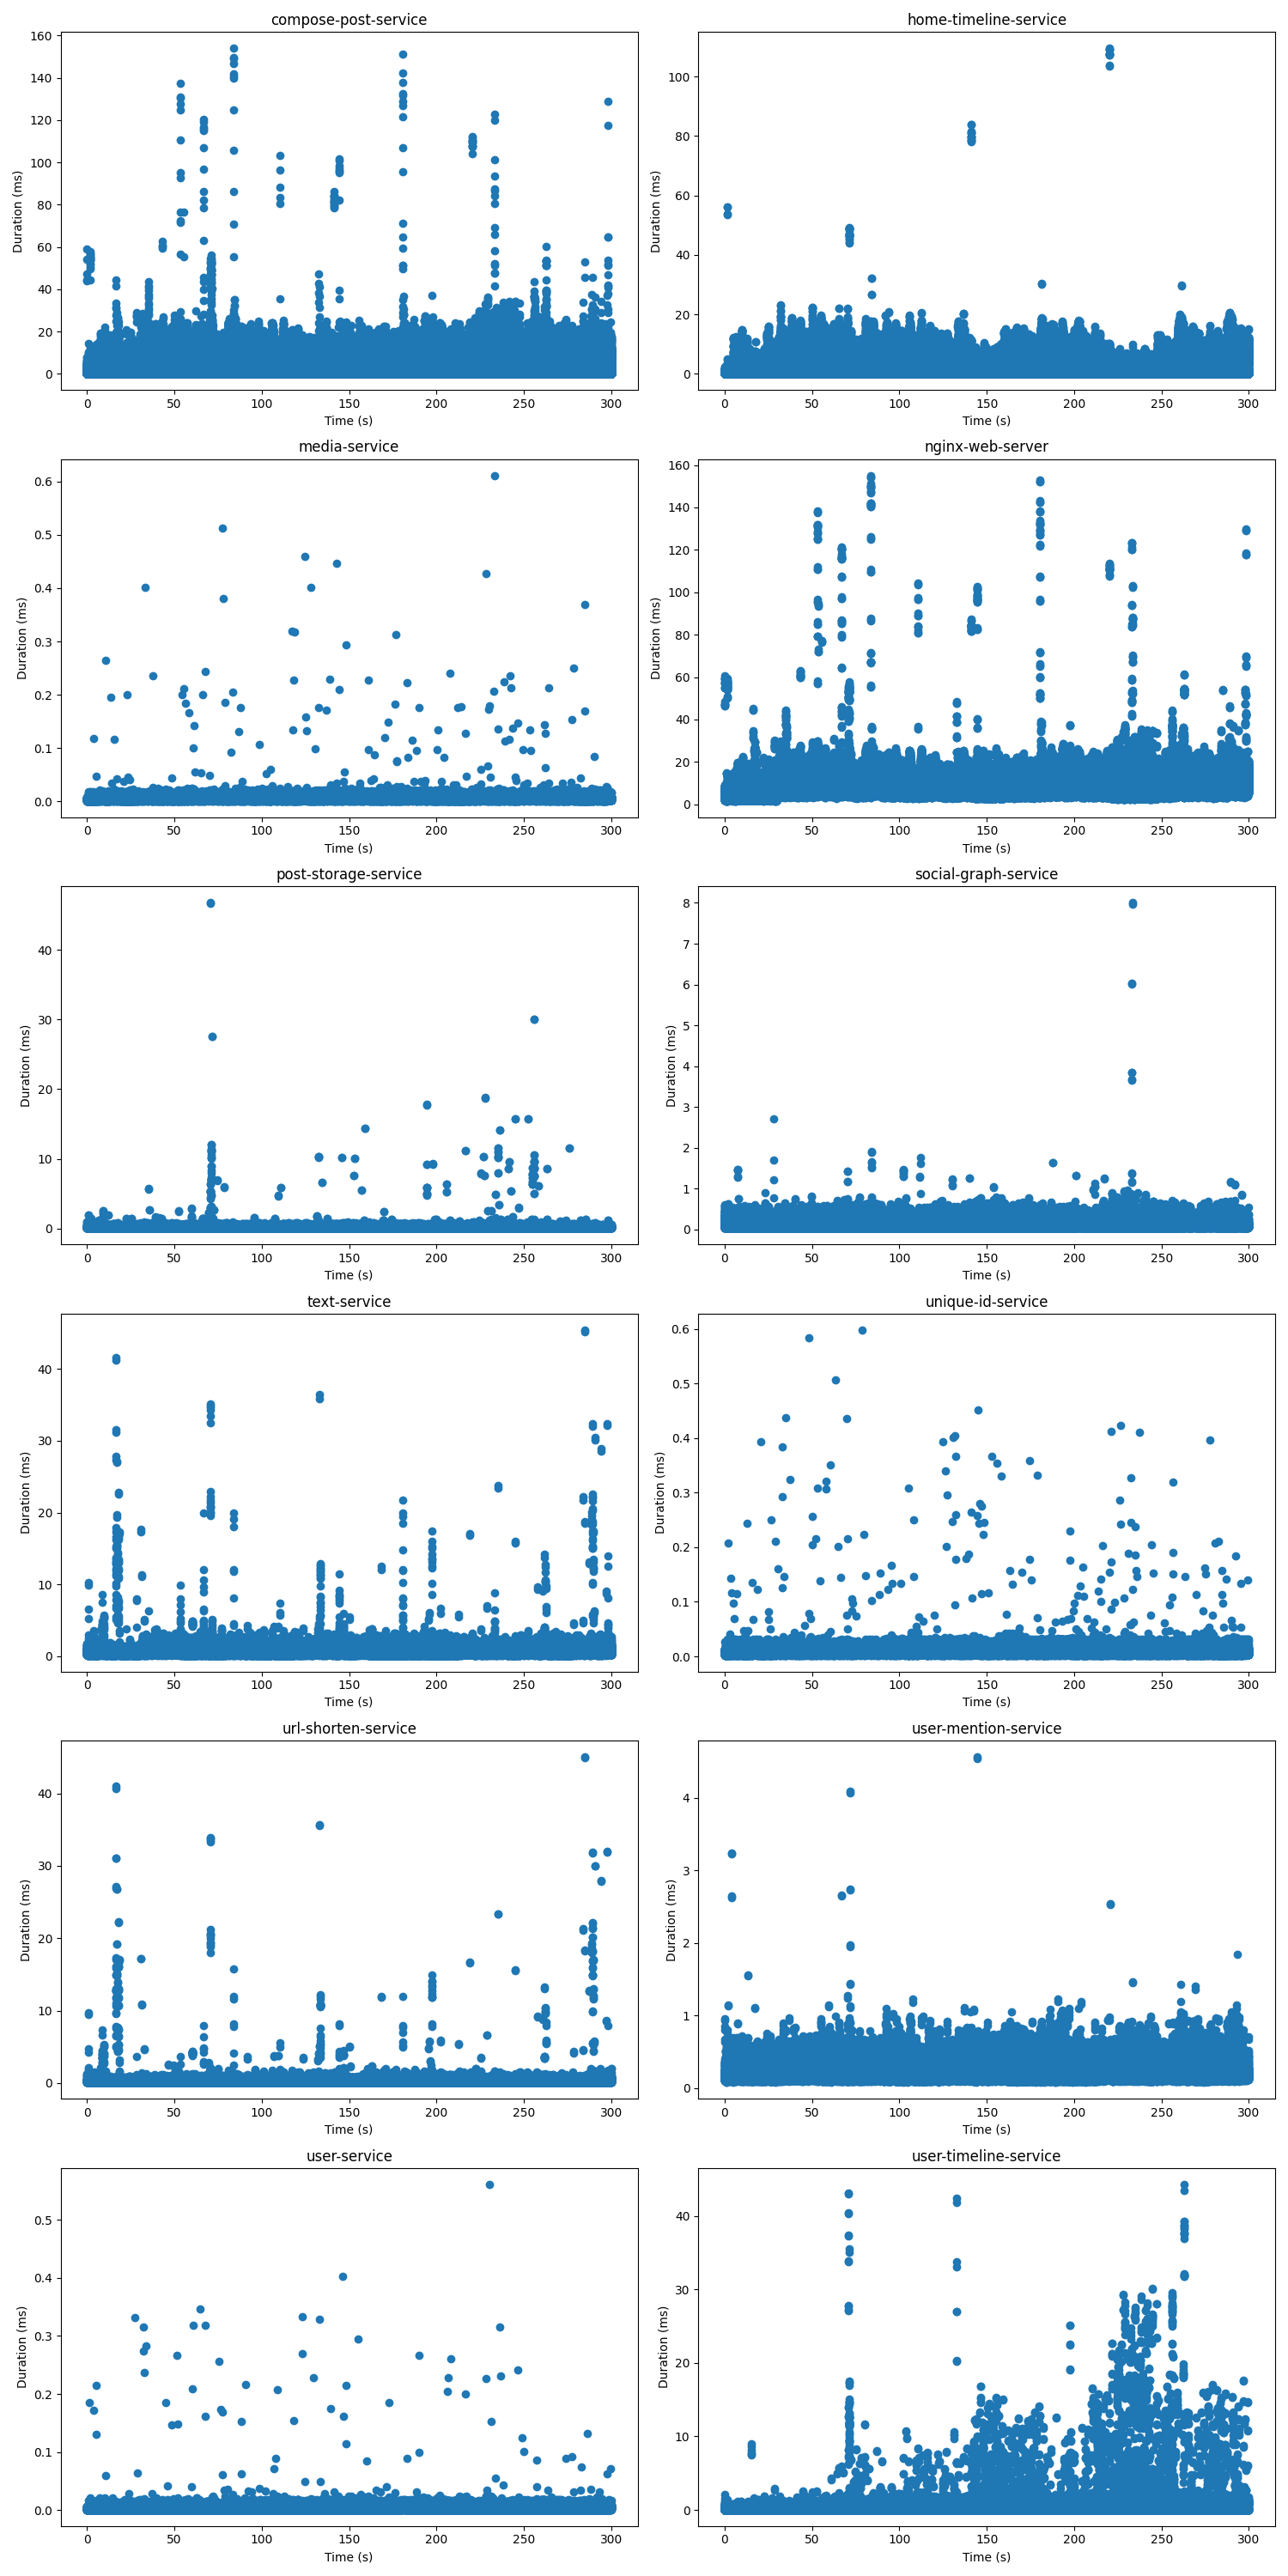 compose-post-service
Duration (ms)
160
140
120
100
80
60
40
20
0
0 50 100 150 200 250 300
Time (s)
home-timeline-service
Duration (ms)
100
80
60
40
20
0
0 50 100 150 200 250 300
Time (s)
media-service
Duration (ms)
0.6
0.5
0.4
0.3
0.2
0.1
0.0
0 50 100 150 200 250 300
Time (s)
nginx-web-server
Duration (ms)
160
140
120
100
80
60
40
20
0
0 50 100 150 200 250 300
Time (s)
post-storage-service
Duration (ms)
40
30
20
10
0
0 50 100 150 200 250 300
Time (s)
social-graph-service
Duration (ms)
8
7
6
5
4
3
2
1
0
0 50 100 150 200 250 300
Time (s)
text-service
Duration (ms)
40
30
20
10
0
0 50 100 150 200 250 300
Time (s)
unique-id-service
Duration (ms)
0.6
0.5
0.4
0.3
0.2
0.1
0.0
0 50 100 150 200 250 300
Time (s)
url-shorten-service
Duration (ms)
40
30
20
10
0
0 50 100 150 200 250 300
Time (s)
user-mention-service
Duration (ms)
4
3
2
1
0
0 50 100 150 200 250 300
Time (s)
user-service
Duration (ms)
0.5
0.4
0.3
0.2
0.1
0.0
0 50 100 150 200 250 300
Time (s)
user-timeline-service
Duration (ms)
40
30
20
10
0
0 50 100 150 200 250 300
Time (s)